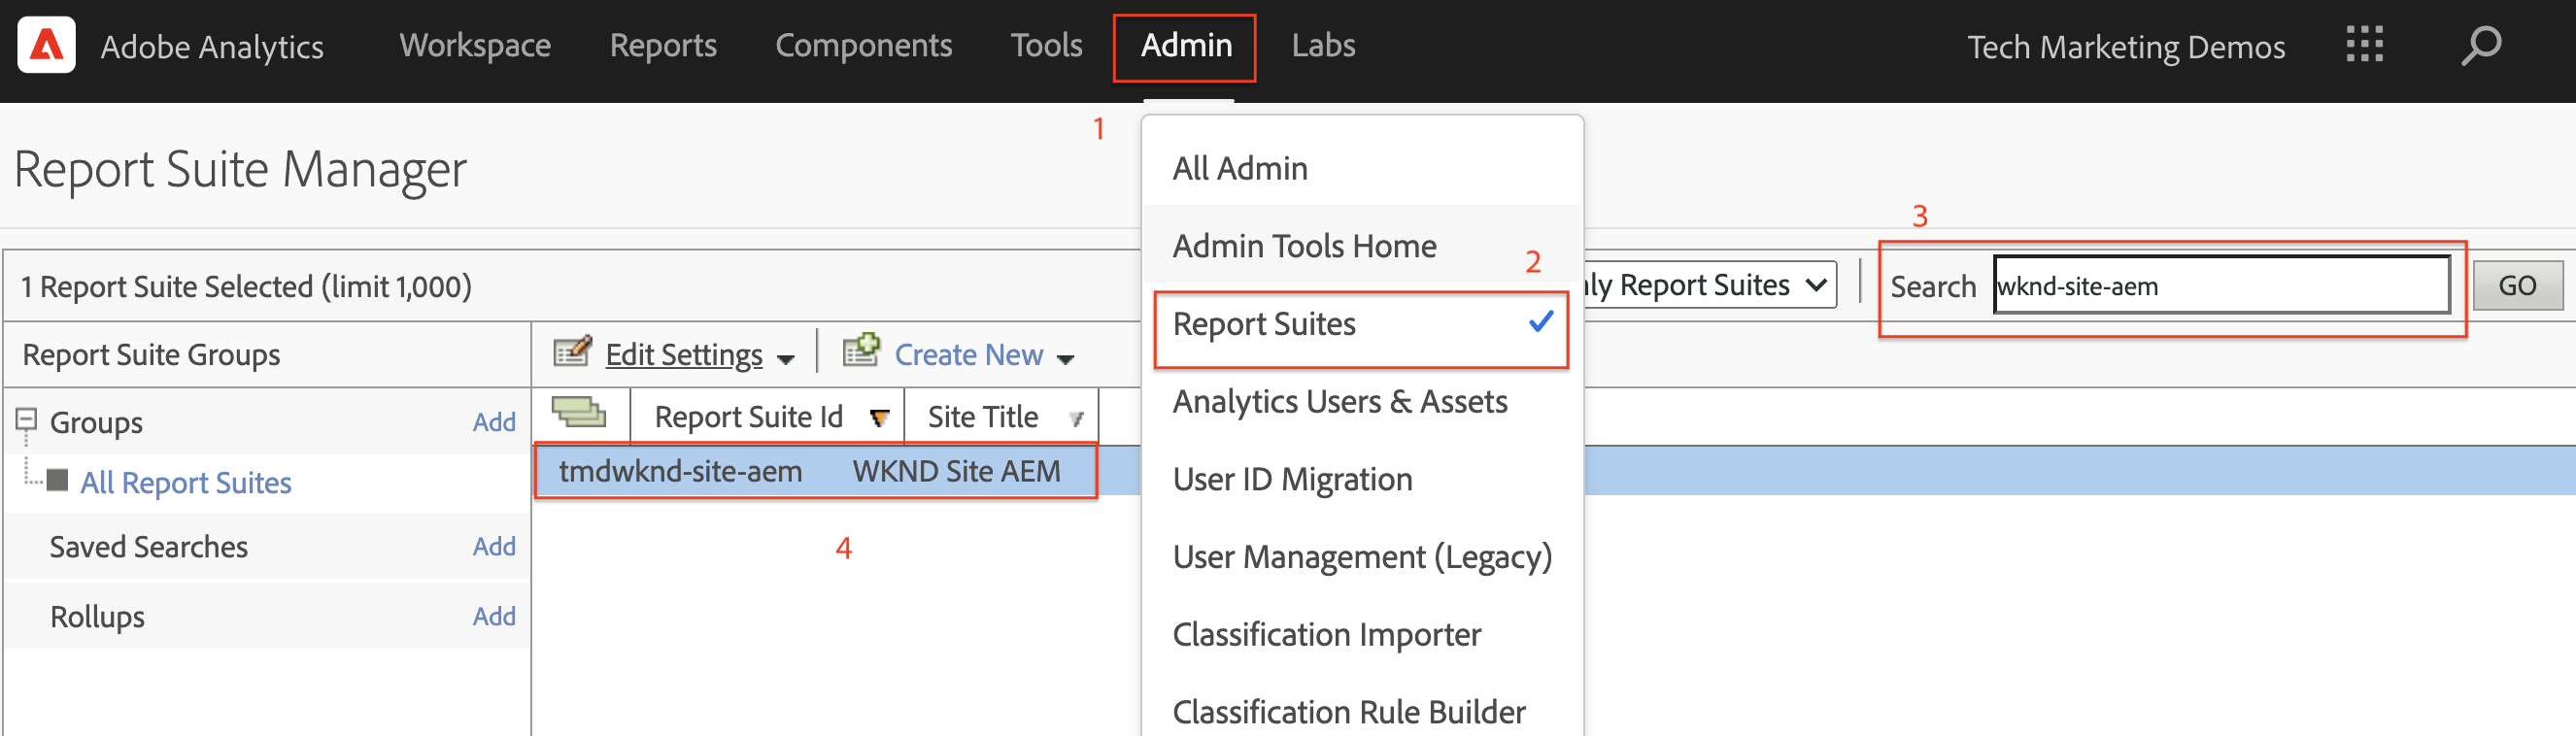 Adobe Analytics Workspace Reports Components Tools Admin Labs Tech Marketing Demos
1
Report Suite Manager
All Admin
Admin Tools Home
2
3
1 Report Suite Selected (limit 1,000)
ly Report Suites
Search wknd-site-aem GO
Report Suites
Report Suite Groups
Edit Settings Create New
Analytics Users & Assets
Groups Add
Report Suite Id Site Title
All Report Suites
tmdwknd-site-aem WKND Site AEM
User ID Migration
4
Saved Searches Add
User Management (Legacy)
Rollups Add
Classification Importer
Classification Rule Builder